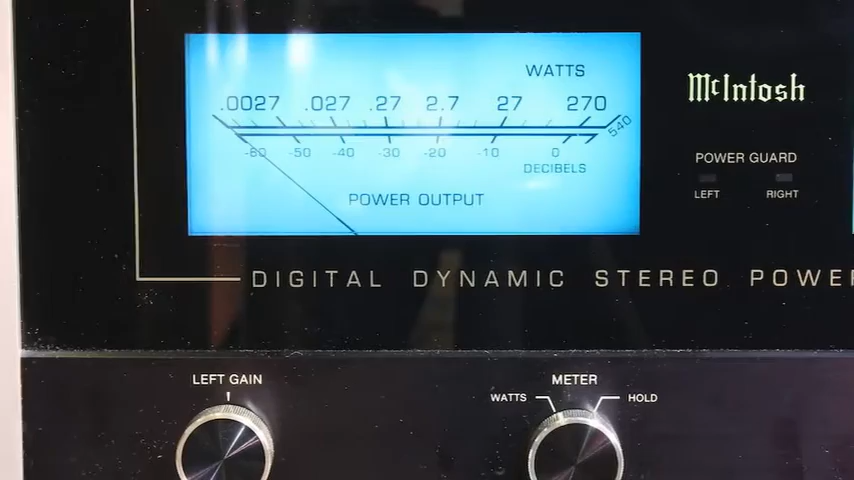 WATTS
.0027 .027 .27 2.7 27 270 540
-60 -50 -40 -30 -20 -10 0
DECIBELS
POWER OUTPUT
McIntosh
POWER GUARD
LEFT RIGHT
DIGITAL DYNAMIC STEREO POWER
LEFT GAIN
METER
WATTS HOLD